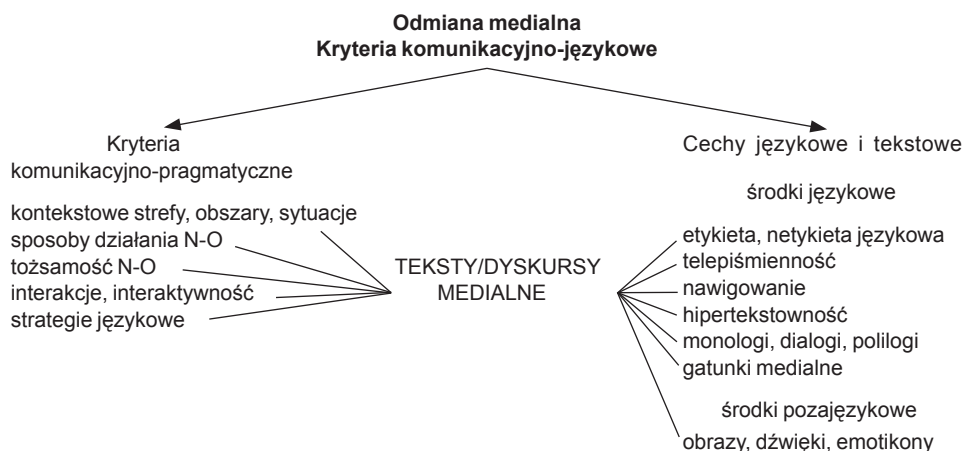 Odmiana medialna
Kryteria komunikacyjno-językowe
Kryteria
komunikacyjno-pragmatyczne
kontekstowe strefy, obszary, sytuacje
sposoby działania N-O
tożsamość N-O
interakcje, interaktywność
strategie językowe
TEKSTY/DYSKURSY
MEDIALNE
Cechy językowe i tekstowe
środki językowe
etykieta, netykieta językowa
telepiśmienność
nawigowanie
hipertekstowność
monologi, dialogi, polilogi
gatunki medialne
środki pozajęzykowe
obrazy, dźwięki, emotikony